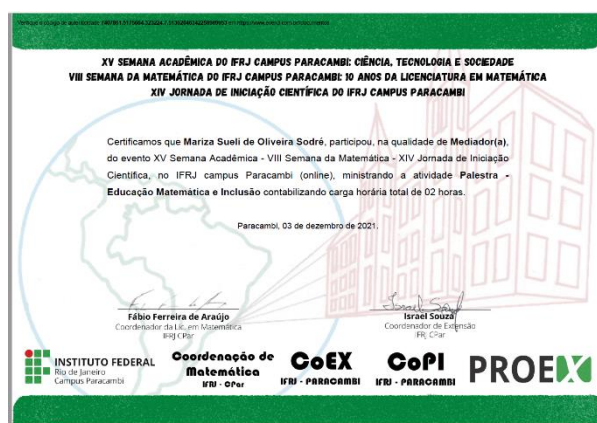 XV SEMANA ACADÊMICA DO IFRJ CAMPUS PARACAMBI: CIÊNCIA, TECNOLOGIA E SOCIEDADE
VIII SEMANA DA MATEMÁTICA DO IFRJ CAMPUS PARACAMBI: 10 ANOS DA LICENCIATURA EM MATEMÁTICA
XIV JORNADA DE INICIAÇÃO CIENTÍFICA DO IFRJ CAMPUS PARACAMBI
Certificamos que Mariza Sueli de Oliveira Sodré, participou, na qualidade de Mediador(a),
do evento XV Semana Acadêmica - VIII Semana da Matemática - XIV Jornada de Iniciação
Científica, no IFRJ campus Paracambi (online), ministrando a atividade Palestra -
Educação Matemática e Inclusão contabilizando carga horária total de 02 horas.
Paracambi, 03 de dezembro de 2021.
Israel Souza
Fábio Ferreira de Araújo
Coordenador da Lic. em Matemática
IFRJ CPar
Israel Souza
Coordenador de Extensão
IFRJ CPar
INSTITUTO FEDERAL
Rio de Janeiro
Campus Paracambi
Coordenação de
Matemática
IFRJ - CPar
CoEX
IFRJ - PARACAMBI
CoPI
IFRJ - PARACAMBI
PROEX